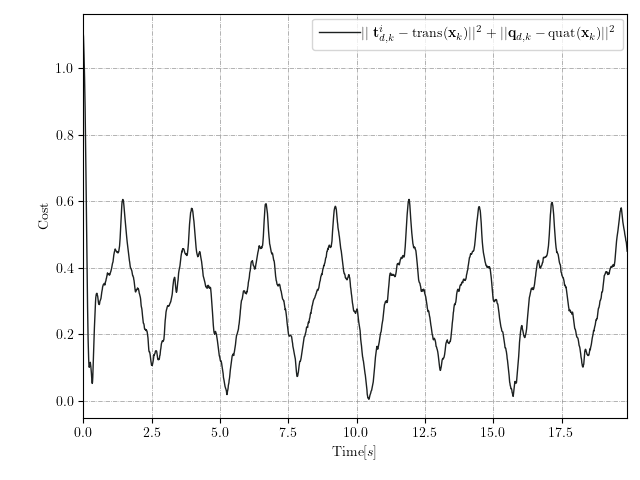 || t^i_{d,k} − trans(x_k)||^2 + ||q_{d,k} − quat(x_k)||^2
1.0
0.8
0.6
0.4
0.2
0.0
Cost
0.0 2.5 5.0 7.5 10.0 12.5 15.0 17.5
Time[s]